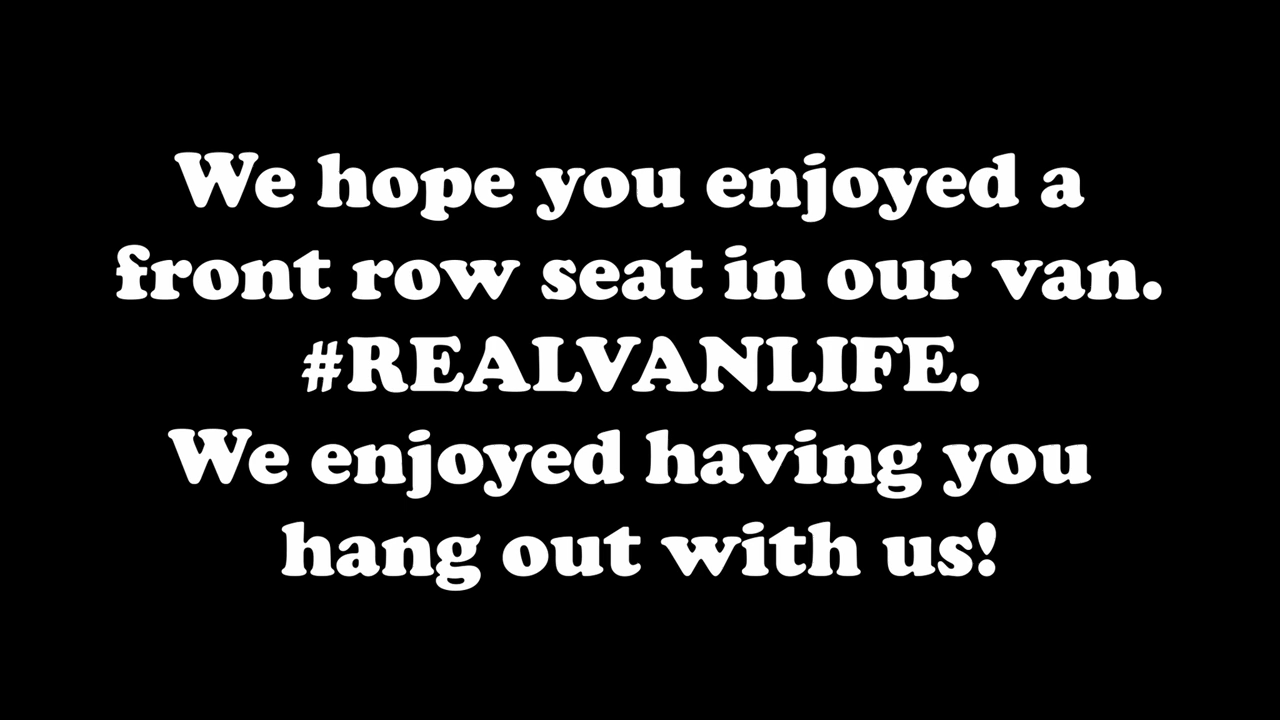 We hope you enjoyed a
front row seat in our van.
#REALVANLIFE.
We enjoyed having you
hang out with us!